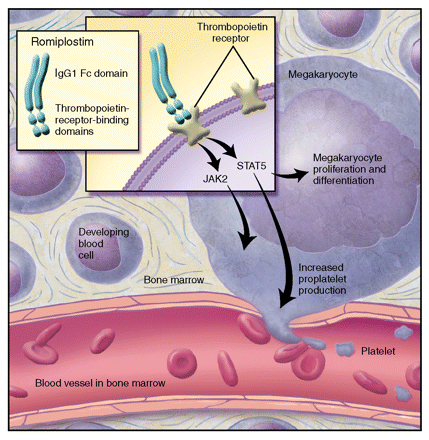 Romiplostim
IgG1 Fc domain
Thrombopoietin-
receptor-binding
domains
Thrombopoietin
receptor
JAK2
STAT5
Megakaryocyte
Megakaryocyte
proliferation and
differentiation
Developing
blood
cell
Bone marrow
Increased
proplatelet
production
Platelet
Blood vessel in bone marrow